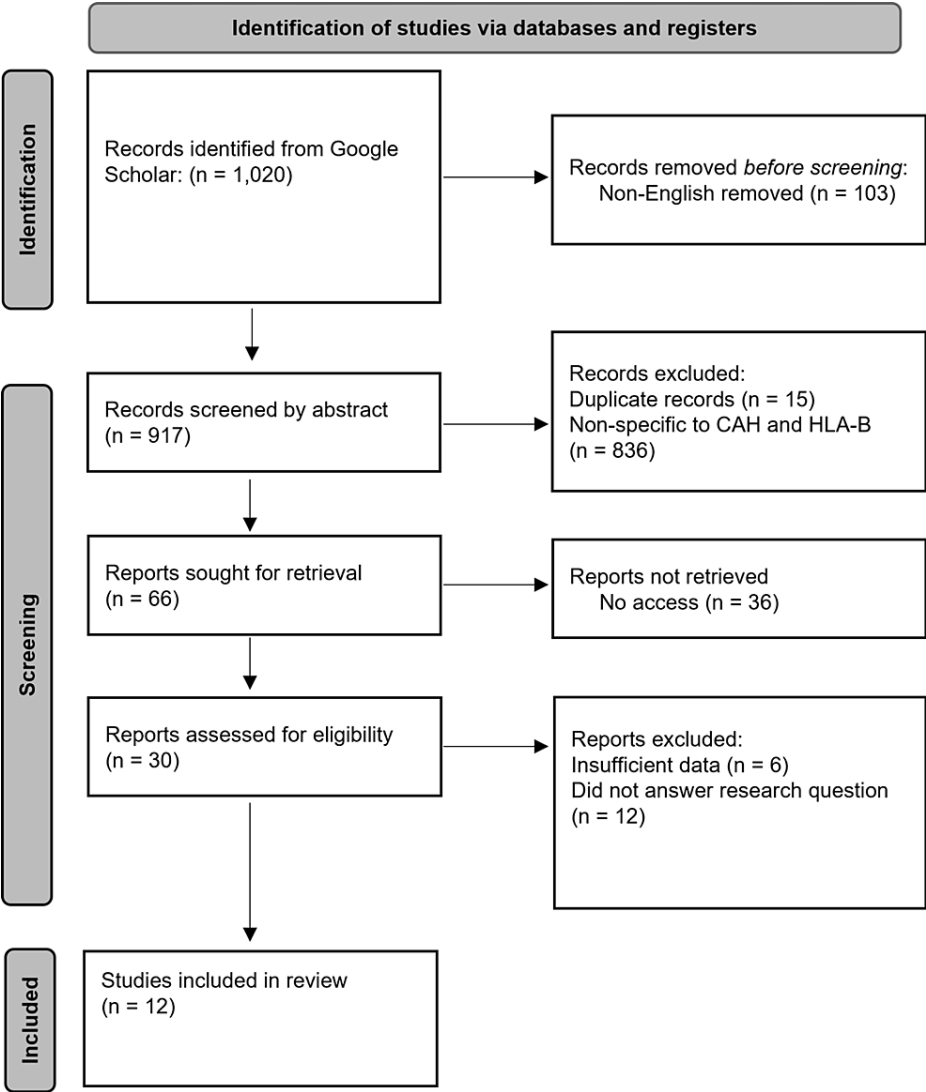 Identification of studies via databases and registers
Identification
Records identified from Google
Scholar: (n = 1,020)
Records removed before screening:
Non-English removed (n = 103)
Screening
Records screened by abstract
(n = 917)
Records excluded:
Duplicate records (n = 15)
Non-specific to CAH and HLA-B
(n = 836)
Reports sought for retrieval
(n = 66)
Reports not retrieved
No access (n = 36)
Reports assessed for eligibility
(n = 30)
Reports excluded:
Insufficient data (n = 6)
Did not answer research question
(n = 12)
Included
Studies included in review
(n = 12)